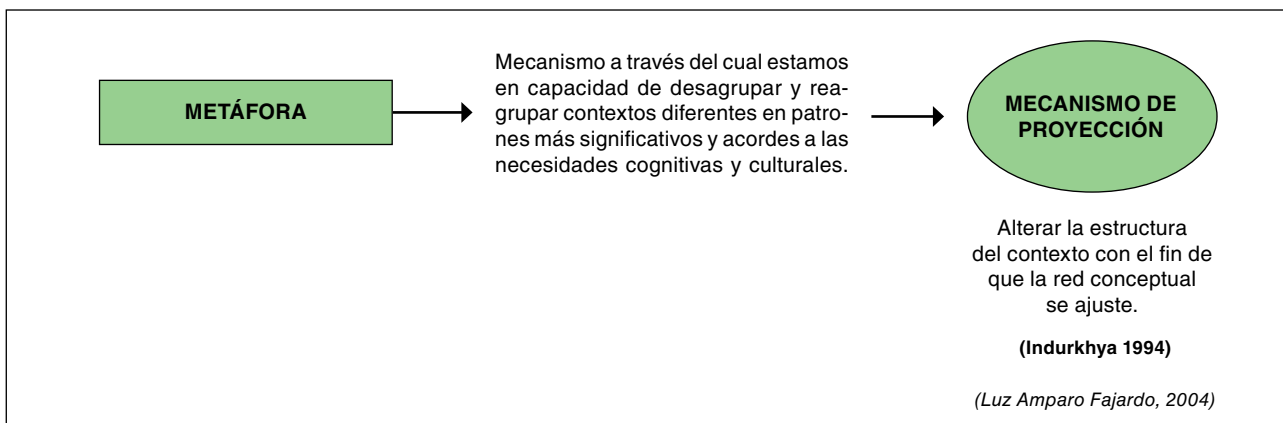 METÁFORA
Mecanismo a través del cual estamos
en capacidad de desagrupar y rea-
grupar contextos diferentes en patro-
nes más significativos y acordes a las
necesidades cognitivas y culturales.
MECANISMO DE
PROYECCIÓN
Alterar la estructura
del contexto con el fin de
que la red conceptual
se ajuste.
(Indurkhya 1994)
(Luz Amparo Fajardo, 2004)